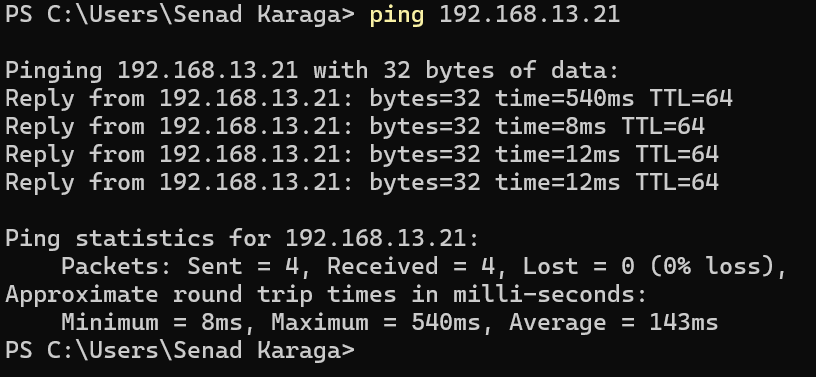 PS C:\Users\Senad Karaga> ping 192.168.13.21
Pinging 192.168.13.21 with 32 bytes of data:
Reply from 192.168.13.21: bytes=32 time=540ms TTL=64
Reply from 192.168.13.21: bytes=32 time=8ms TTL=64
Reply from 192.168.13.21: bytes=32 time=12ms TTL=64
Reply from 192.168.13.21: bytes=32 time=12ms TTL=64
Ping statistics for 192.168.13.21:
    Packets: Sent = 4, Received = 4, Lost = 0 (0% loss),
Approximate round trip times in milli-seconds:
    Minimum = 8ms, Maximum = 540ms, Average = 143ms
PS C:\Users\Senad Karaga>